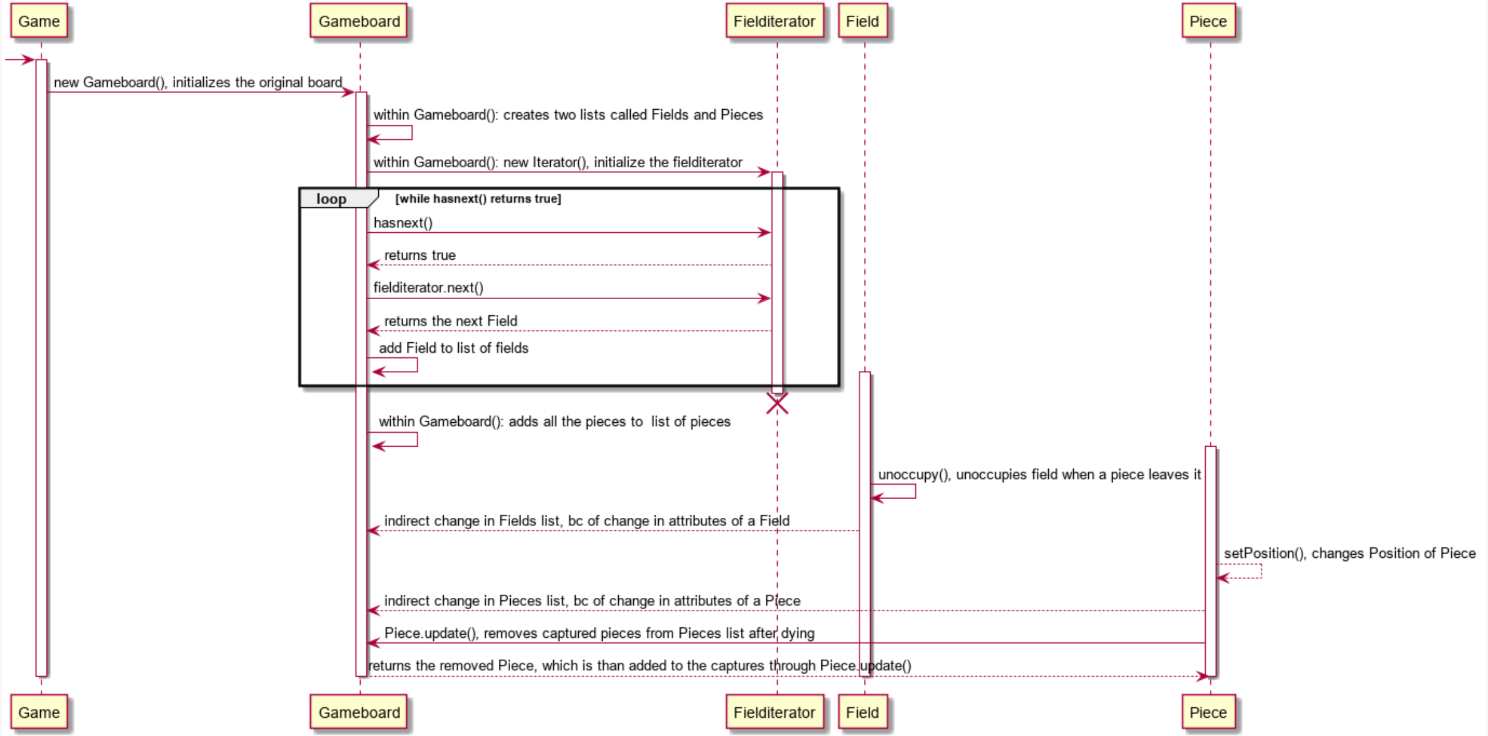 Game
Gameboard
Fielditerator
Field
Piece
new Gameboard(), initializes the original board
within Gameboard(): creates two lists called Fields and Pieces
within Gameboard(): new Iterator(), initialize the fielditerator
loop
[while hasnext() returns true]
hasnext()
returns true
fielditerator.next()
returns the next Field
add Field to list of fields
within Gameboard(): adds all the pieces to  list of pieces
unoccupy(), unoccupies field when a piece leaves it
indirect change in Fields list, bc of change in attributes of a Field
setPosition(), changes Position of Piece
indirect change in Pieces list, bc of change in attributes of a Piece
Piece.update(), removes captured pieces from Pieces list after dying
returns the removed Piece, which is than added to the captures through Piece.update()
Game
Gameboard
Fielditerator
Field
Piece